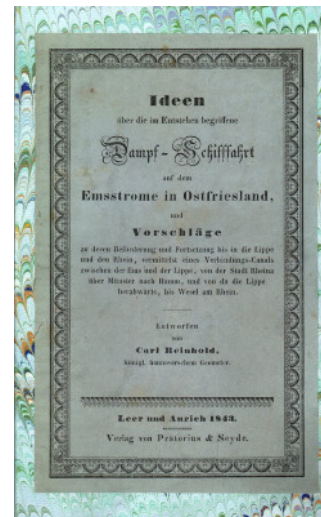 Ideen
über die im Entstehen begriffene
Dampf-Schifffahrt
auf dem
Emsstrome in Ostfriesland,
und
Vorschläge
zu deren Beförderung und Fortsetzung bis in die Lippe
und den Rhein, vermittelst eines Verbindungs-Canals
zwischen der Ems und der Lippe, von der Stadt Rheina
über Münster nach Hamm, und von da die Lippe
herabwärts, bis Wesel am Rhein.
Entworfen
von
Carl Reinhold,
Königl. hannoverschem Geometer.
Leer und Aurich 1843.
Verlag von Prätorius & Seyde.